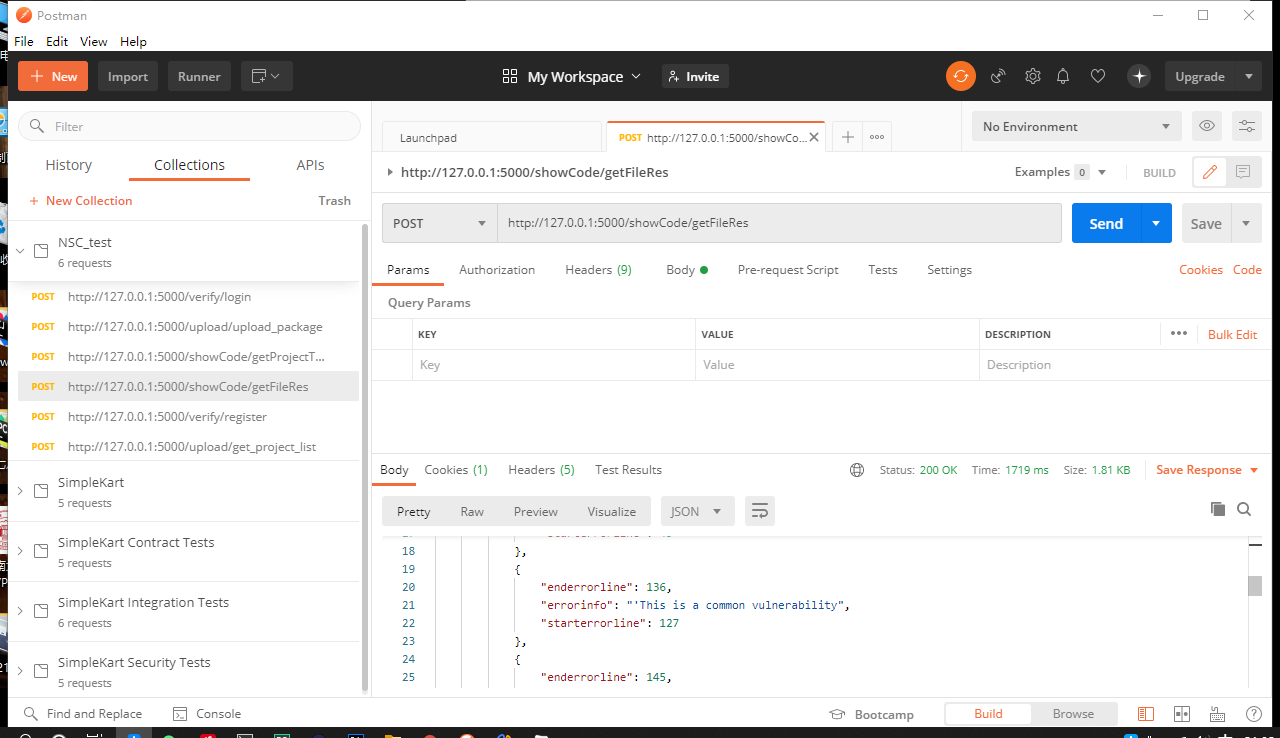 Postman
File Edit View Help
New Import Runner My Workspace Invite Upgrade
Filter
History Collections APIs
New Collection Trash
NSC_test
6 requests
POST http://127.0.0.1:5000/verify/login
POST http://127.0.0.1:5000/upload/upload_package
POST http://127.0.0.1:5000/showCode/getProjectT...
POST http://127.0.0.1:5000/showCode/getFileRes
POST http://127.0.0.1:5000/verify/register
POST http://127.0.0.1:5000/upload/get_project_list
SimpleKart
5 requests
SimpleKart Contract Tests
5 requests
SimpleKart Integration Tests
6 requests
SimpleKart Security Tests
5 requests
Launchpad POST http://127.0.0.1:5000/showCo... No Environment
http://127.0.0.1:5000/showCode/getFileRes Examples 0 BUILD
POST http://127.0.0.1:5000/showCode/getFileRes Send Save
Params Authorization Headers (9) Body Pre-request Script Tests Settings Cookies Code
Query Params
KEY VALUE DESCRIPTION Bulk Edit
Key Value Description
Body Cookies (1) Headers (5) Test Results Status: 200 OK Time: 1719 ms Size: 1.81 KB Save Response
Pretty Raw Preview Visualize JSON
18 },
19 {
20 "enderrorline": 136,
21 "errorinfo": "'This is a common vulnerability",
22 "starterrorline": 127
23 },
24 {
25 "enderrorline": 145,
Find and Replace Console Bootcamp Build Browse